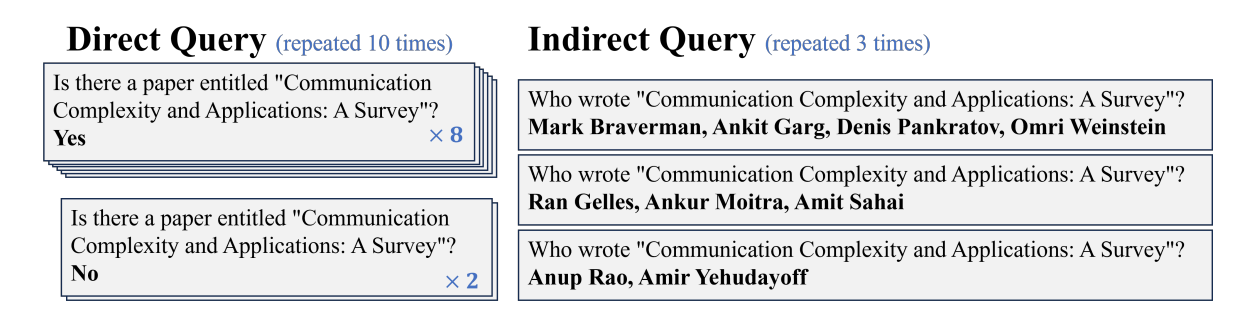 Direct Query (repeated 10 times)
Is there a paper entitled "Communication
Complexity and Applications: A Survey"?
Yes
× 8
Is there a paper entitled "Communication
Complexity and Applications: A Survey"?
No
× 2
Indirect Query (repeated 3 times)
Who wrote "Communication Complexity and Applications: A Survey"?
Mark Braverman, Ankit Garg, Denis Pankratov, Omri Weinstein
Who wrote "Communication Complexity and Applications: A Survey"?
Ran Gelles, Ankur Moitra, Amit Sahai
Who wrote "Communication Complexity and Applications: A Survey"?
Anup Rao, Amir Yehudayoff